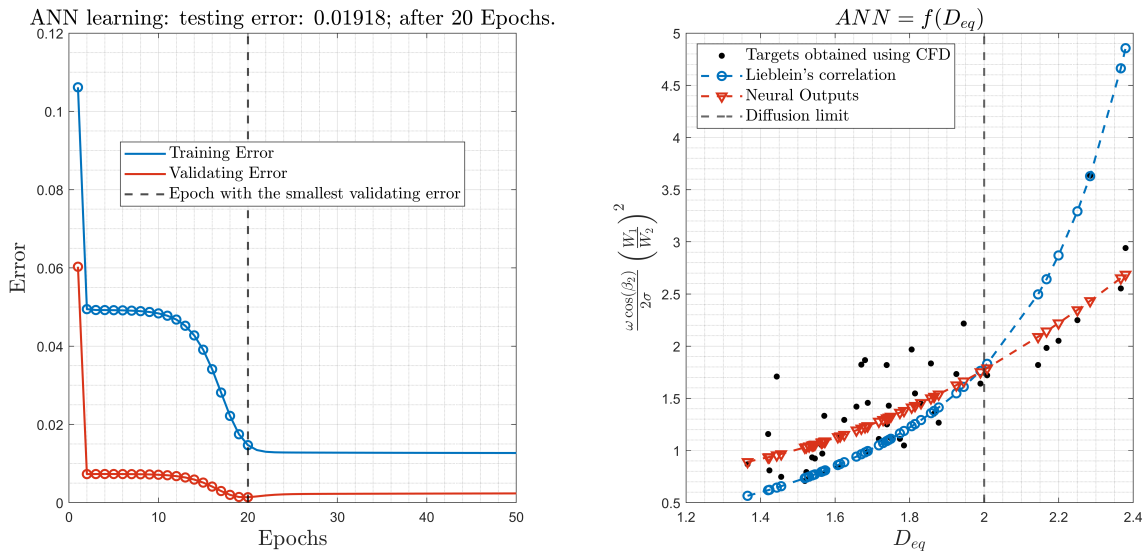 ANN learning: testing error: 0.01918; after 20 Epochs.
0.12
0.1
0.08
0.06
0.04
0.02
0
Error
Training Error
Validating Error
Epoch with the smallest validating error
0 10 20 30 40 50
Epochs
ANN = f(D_eq)
5
4.5
4
3.5
3
2.5
2
1.5
1
0.5
ω cos(β₂)/2σ (W₁/W₂)²
Targets obtained using CFD
Lieblein's correlation
Neural Outputs
Diffusion limit
1.2 1.4 1.6 1.8 2 2.2 2.4
D_eq